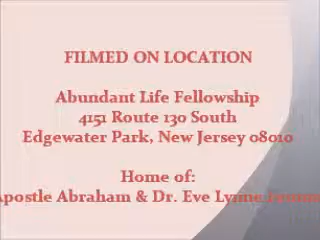 FILMED ON LOCATION
Abundant Life Fellowship
4151 Route 130 South
Edgewater Park, New Jersey 08010
Home of:
Apostle Abraham & Dr. Eve Lynne